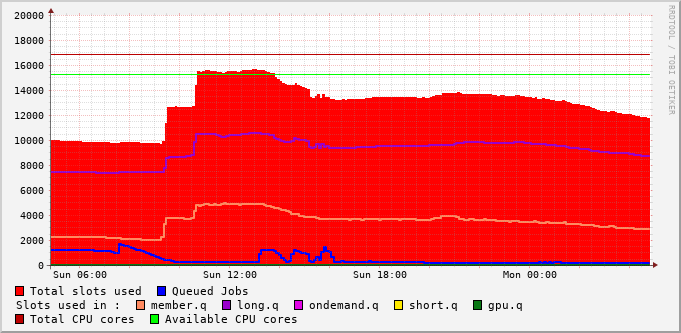 20000
18000
16000
14000
12000
10000
8000
6000
4000
2000
0
Sun 06:00 Sun 12:00 Sun 18:00 Mon 00:00
RRDTOOL / TOBI OETIKER
Total slots used Queued Jobs
Slots used in : member.q long.q ondemand.q short.q gpu.q
Total CPU cores Available CPU cores